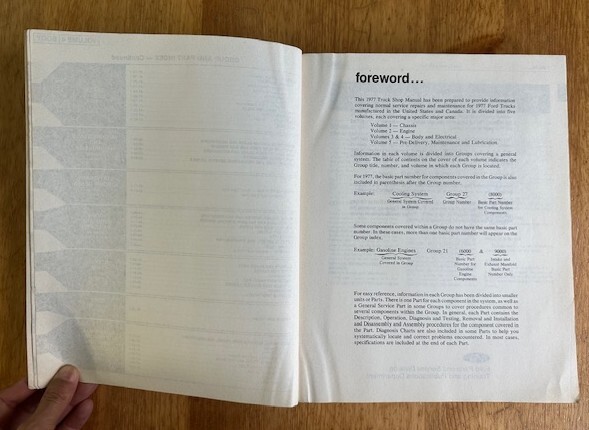 foreword...
This 1977 Truck Shop Manual has been prepared to provide information
covering normal service repairs and maintenance for 1977 Ford Trucks
manufactured in the United States and Canada. It is divided into five
volumes, each covering a specific major area:
Volume 1 — Chassis
Volume 2 — Engine
Volumes 3 & 4 — Body and Electrical
Volume 5 — Pre-Delivery, Maintenance and Lubrication.
Information in each volume is divided into Groups covering a general
system. The table of contents on the cover of each volume indicates the
Group title, number, and volume in which each Group is located.
For 1977, the basic part number for components covered in the Group is also
included in parenthesis after the Group number.
Example: Cooling System Group 27 (8000)
General System Covered Group Number Basic Part Number
in Group for Cooling System
Components
Some components covered within a Group do not have the same basic part
number. In these cases, more than one basic part number will appear on the
Group index.
Example: Gasoline Engines Group 21 (6000 & 9000)
General System Basic Part Intake and
Covered in Group Number for Exhaust Manifold
Gasoline Basic Part
Engine Number Only
Components
For easy reference, information in each Group has been divided into smaller
units or Parts. There is one Part for each component in the system, as well as
a General Service Part in some Groups to cover procedures common to
several components within the Group. In general, each Part contains the
Description, Operation, Diagnosis and Testing, Removal and Installation
and Disassembly and Assembly procedures for the component covered in
the Part. Diagnosis Charts are also included in some Parts to help you
systematically locate and correct problems encountered. In most cases,
specifications are included at the end of each Part.